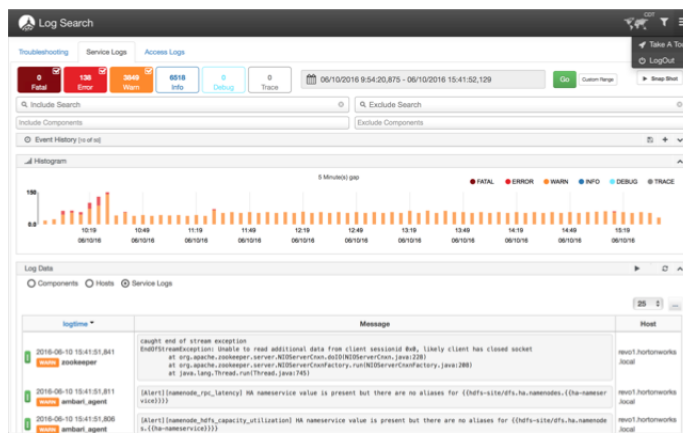 Log Search
CDT
Take A To
LogOut
Troubleshooting
Service Logs
Access Logs
0
Fatal
136
Error
3849
Warn
6518
Info
0
Debug
0
Trace
06/10/2016 9:54:20,875 - 06/10/2016 15:41:52,129
Go
Custom Range
Snap Shot
Include Search
Exclude Search
Include Components
Exclude Components
Event History
Histogram
5 Minute(s) gap
FATAL ERROR WARN INFO DEBUG TRACE
150
0.0
10:19 10:49 11:19 11:49 12:19 12:49 13:19 13:49 14:19 14:49 15:19
06/10/16 06/10/16 06/10/16 06/10/16 06/10/16 06/10/16 06/10/16 06/10/16 06/10/16 06/10/16 06/10/16
Log Data
Components Hosts Service Logs
25 ...
logtime Message Host
caught end of stream exception
EndOfStreamException: Unable to read additional data from client sessionid 0x0, likely client has closed socket
at org.apache.zookeeper.server.NIOServerCnxn.doIO(NIOServerCnxn.java:228)
at org.apache.zookeeper.server.NIOServerCnxnFactory.run(NIOServerCnxnFactory.java:208)
at java.lang.Thread.run(Thread.java:745)
2016-06-10 15:41:51,841
WARN zookeeper
revo1.hortonworks
.local
2016-06-10 15:41:51,811
WARN ambari_agent
[Alert][namenode_rpc_latency] HA nameservice value is present but there are no aliases for {{hdfs-site/dfs.ha.namenodes.{{ha-nameser
vice}}}}
revo1.hortonworks
.local
2016-06-10 15:41:51,806
WARN ambari_agent
[Alert][namenode_hdfs_capacity_utilization] HA nameservice value is present but there are no aliases for {{hdfs-site/dfs.ha.namenode
s.{{ha-nameservice}}}}
revo1.hortonworks
.local